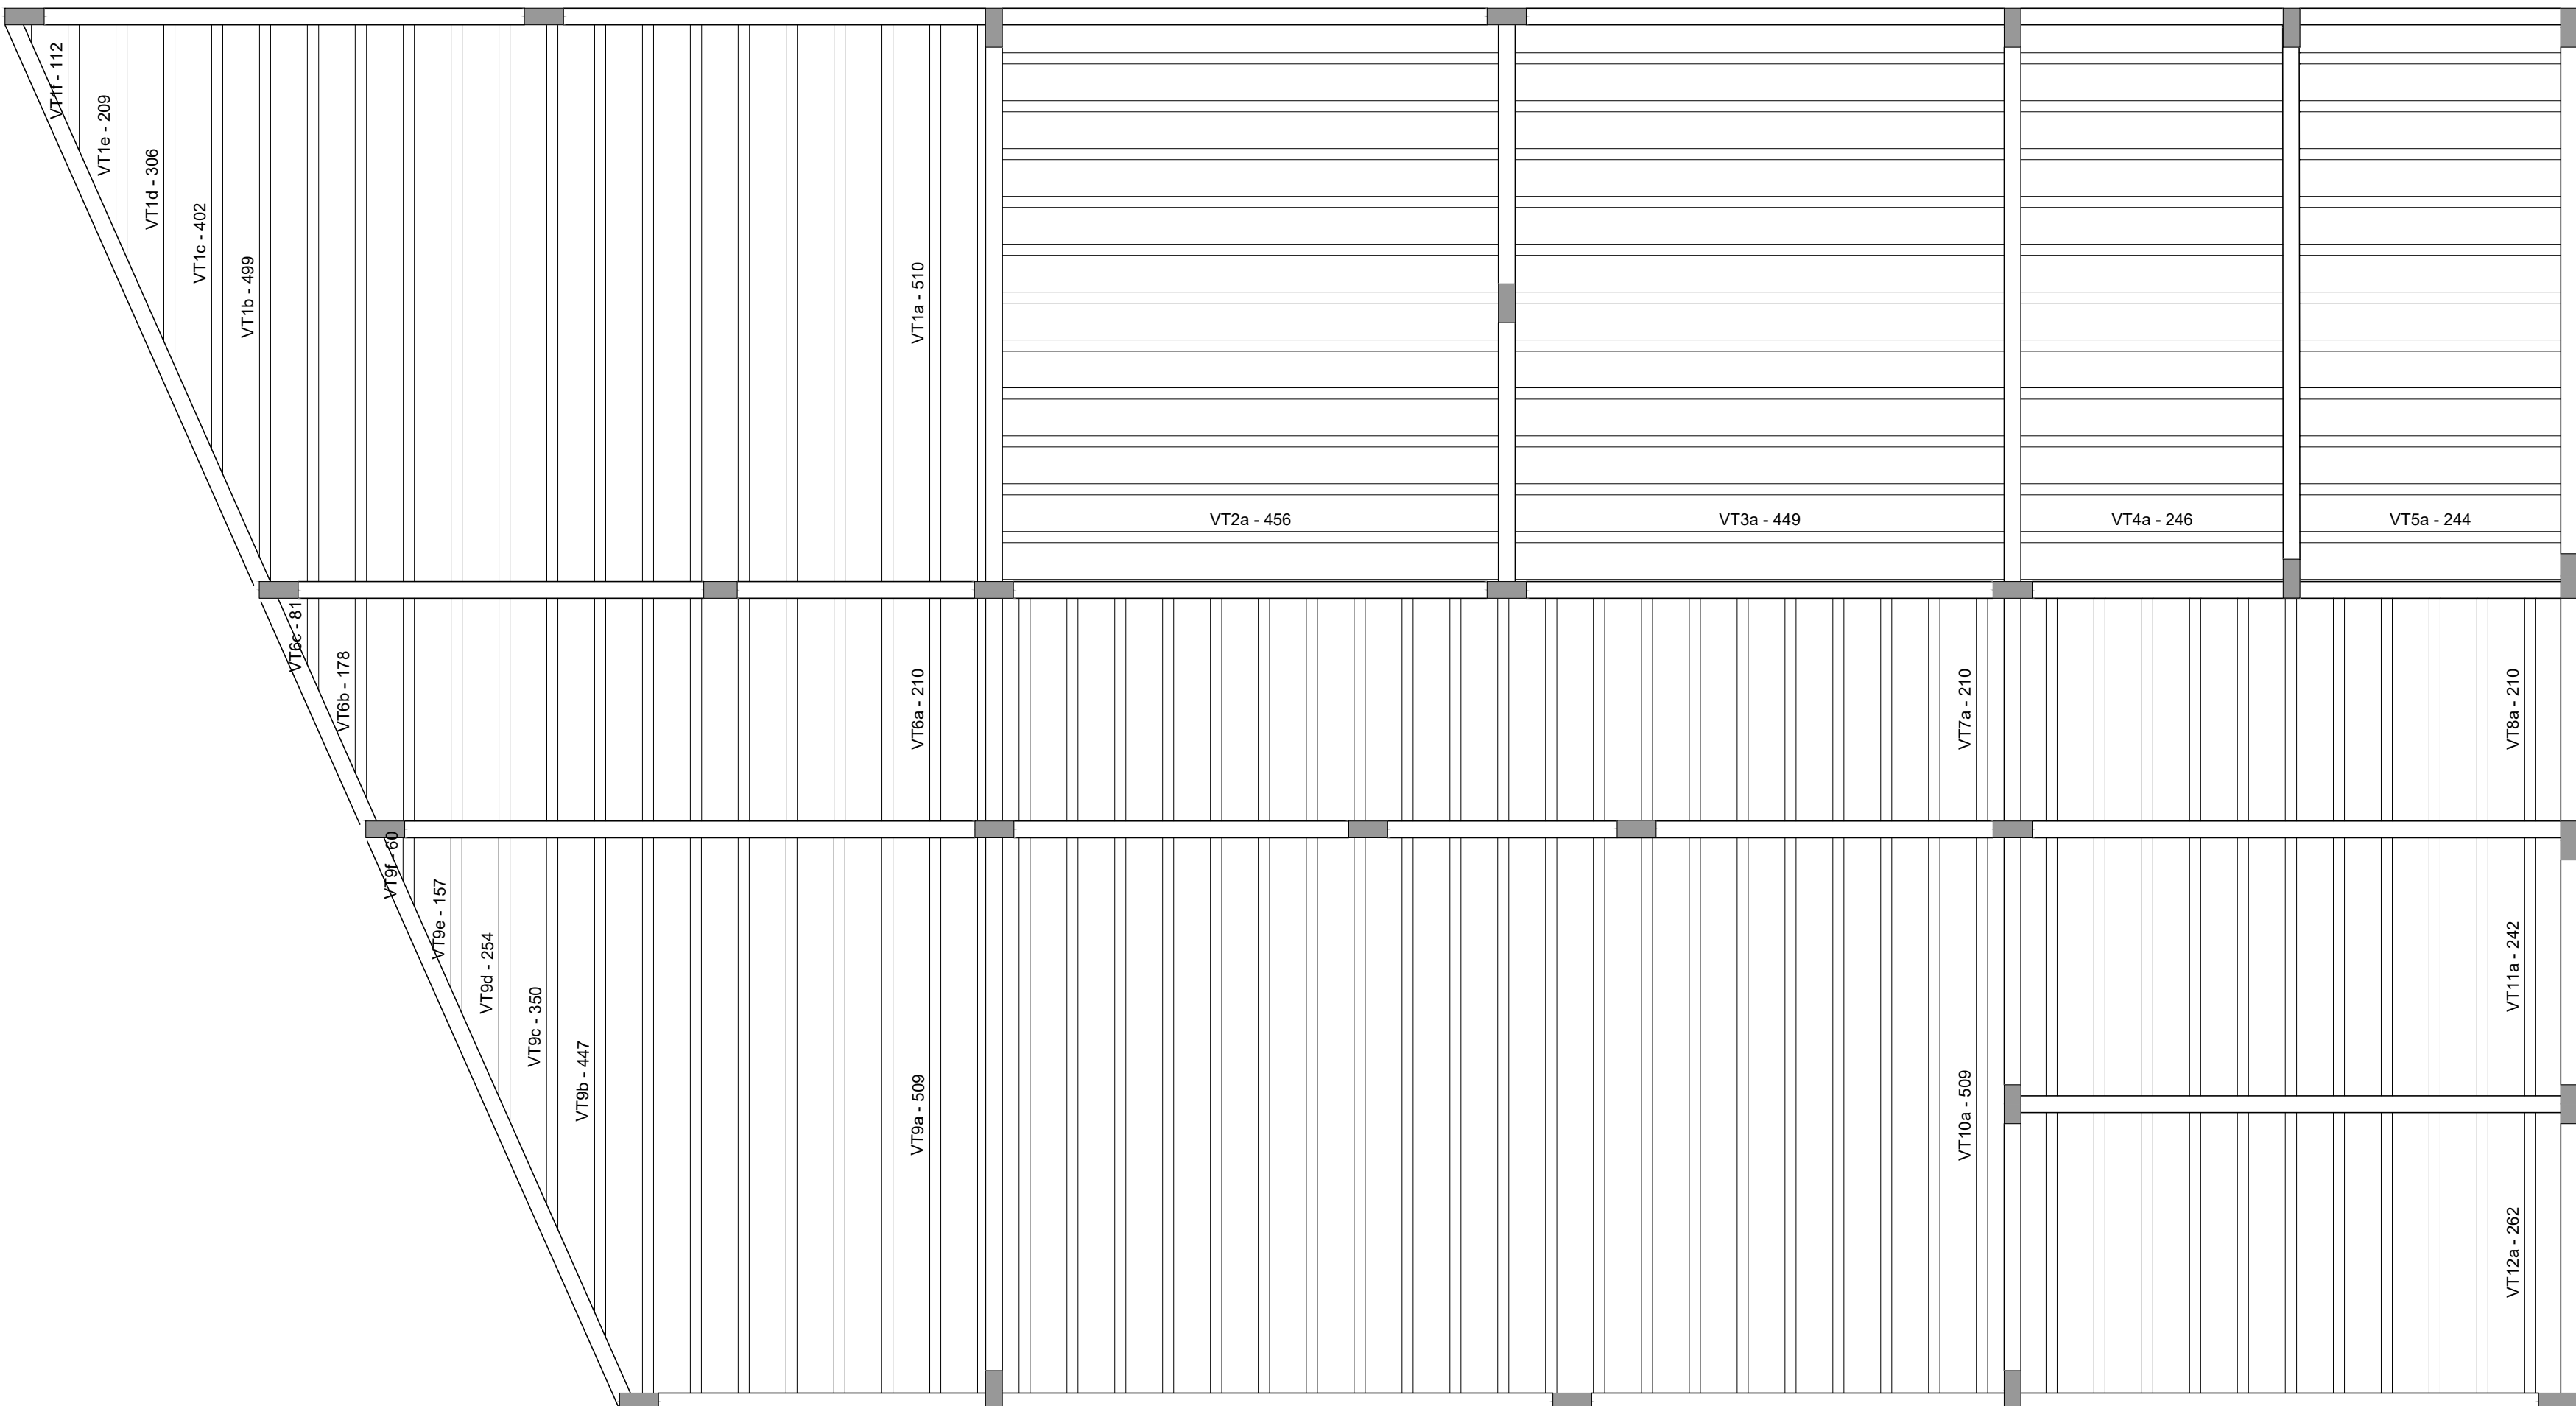 VT1f - 112
VT1e - 209
VT1d - 306
VT1c - 402
VT1b - 499
VT1a - 510
VT2a - 456
VT3a - 449
VT4a - 246
VT5a - 244
VT6c - 81
VT6b - 178
VT6a - 210
VT7a - 210
VT8a - 210
VT9f - 60
VT9e - 157
VT9d - 254
VT9c - 350
VT9b - 447
VT9a - 509
VT10a - 509
VT11a - 242
VT12a - 262